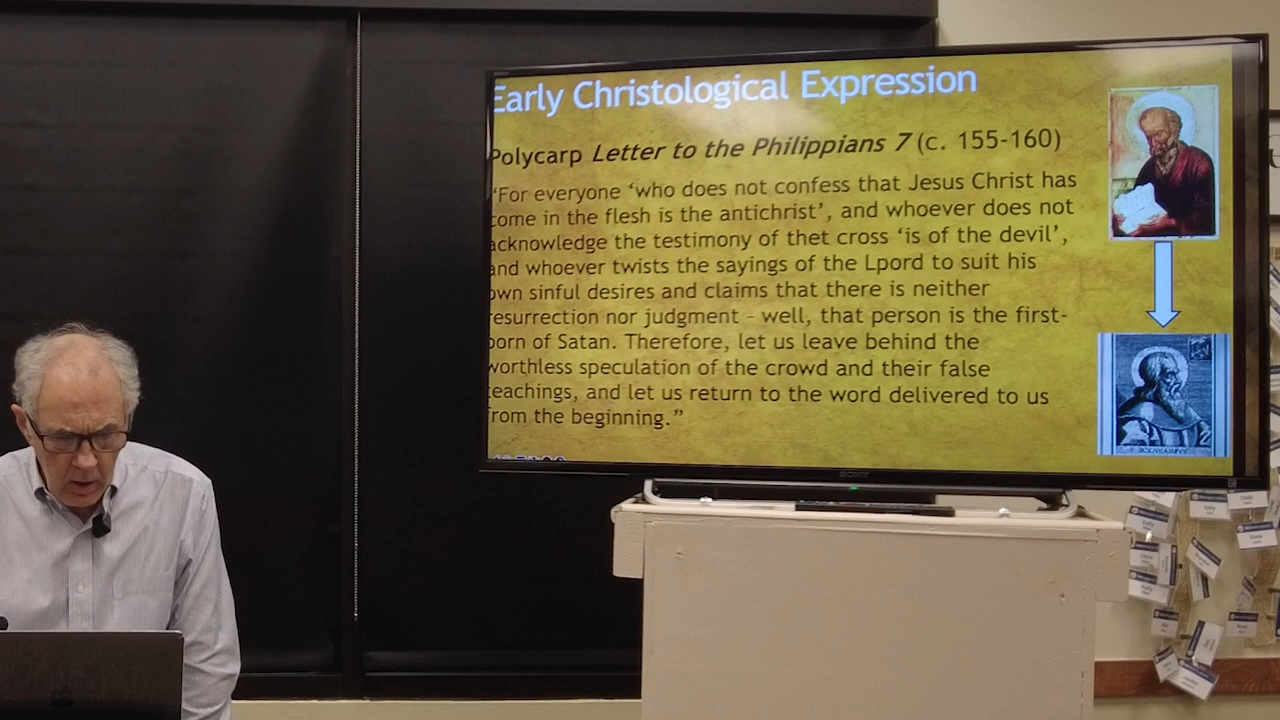 Early Christological Expression
Polycarp Letter to the Philippians 7 (c. 155-160)
“For everyone ‘who does not confess that Jesus Christ has
come in the flesh is the antichrist’, and whoever does not
acknowledge the testimony of thet cross ‘is of the devil’,
and whoever twists the sayings of the Lpord to suit his
own sinful desires and claims that there is neither
resurrection nor judgment – well, that person is the first-
born of Satan. Therefore, let us leave behind the
worthless speculation of the crowd and their false
teachings, and let us return to the word delivered to us
from the beginning.”
SONY
Kelly